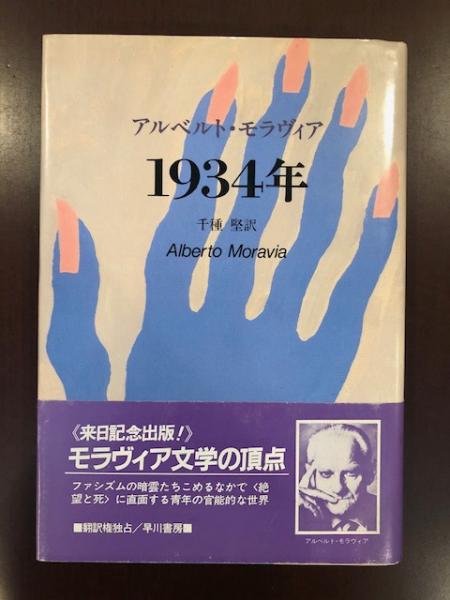 アルベルト・モラヴィア
1934年
千種 堅訳
Alberto Moravia
《来日記念出版!》
モラヴィア文学の頂点
ファシズムの暗雲たちこめるなかで〈絶
望と死〉に直面する青年の官能的な世界
■翻訳権独占/早川書房■
アルベルト・モラヴィア